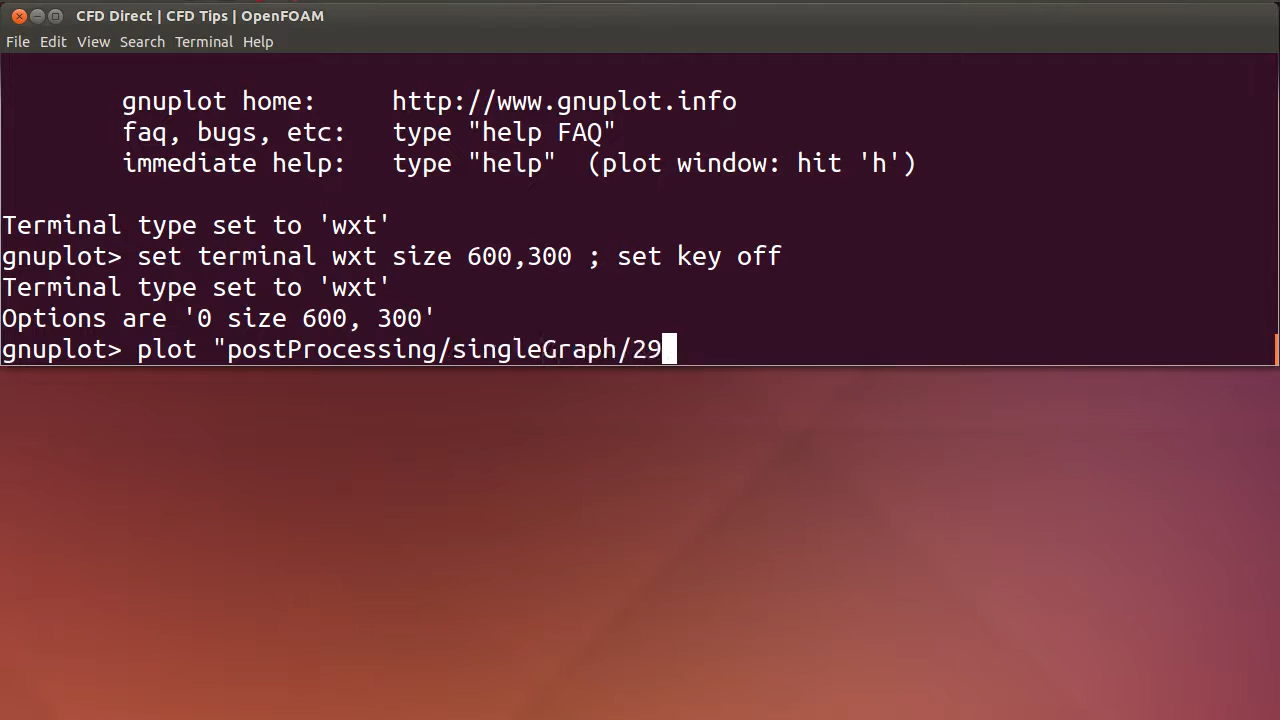 CFD Direct | CFD Tips | OpenFOAM
File Edit View Search Terminal Help
gnuplot home: http://www.gnuplot.info
faq, bugs, etc: type "help FAQ"
immediate help: type "help" (plot window: hit 'h')
Terminal type set to 'wxt'
gnuplot> set terminal wxt size 600,300 ; set key off
Terminal type set to 'wxt'
Options are '0 size 600, 300'
gnuplot> plot "postProcessing/singleGraph/29